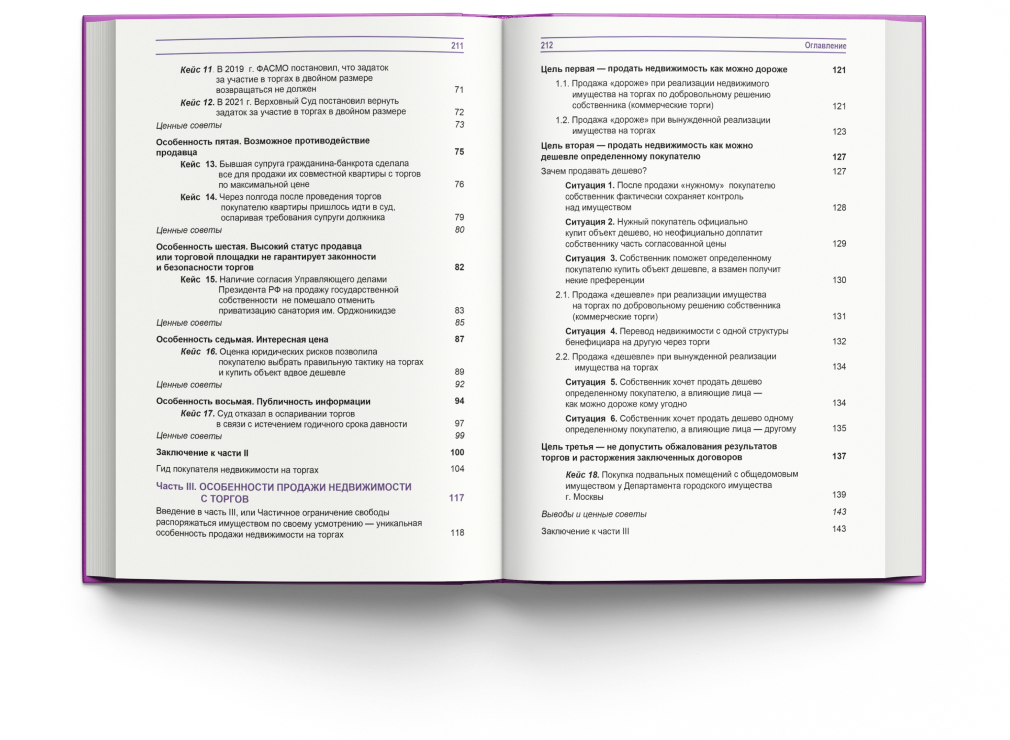 211
Кейс 11. В 2019 г. ФАСМО постановил, что задаток
за участие в торгах в двойном размере
возвращаться не должен 71
Кейс 12. В 2021 г. Верховный Суд постановил вернуть
задаток за участие в торгах в двойном размере 72
Ценные советы 73
Особенность пятая. Возможное противодействие
продавца 75
Кейс 13. Бывшая супруга гражданина-банкрота сделала
все для продажи их совместной квартиры с торгов
по максимальной цене 76
Кейс 14. Через полгода после проведения торгов
покупателю квартиры пришлось идти в суд,
оспаривая требования супруги должника 79
Ценные советы 80
Особенность шестая. Высокий статус продавца
или торговой площадки не гарантирует законности
и безопасности торгов 82
Кейс 15. Наличие согласия Управляющего делами
Президента РФ на продажу государственной
собственности не помешало отменить
приватизацию санатория им. Орджоникидзе 83
Ценные советы 85
Особенность седьмая. Интересная цена 87
Кейс 16. Оценка юридических рисков позволила
покупателю выбрать правильную тактику на торгах
и купить объект вдвое дешевле 89
Ценные советы 92
Особенность восьмая. Публичность информации 94
Кейс 17. Суд отказал в оспаривании торгов
в связи с истечением годичного срока давности 97
Ценные советы 99
Заключение к части II 100
Гид покупателя недвижимости на торгах 104
Часть III. ОСОБЕННОСТИ ПРОДАЖИ НЕДВИЖИМОСТИ
С ТОРГОВ 117
Введение в часть III, или Частичное ограничение свободы
распоряжаться имуществом по своему усмотрению — уникальная
особенность продажи недвижимости на торгах 118
212 Оглавление
Цель первая — продать недвижимость как можно дороже 121
1.1. Продажа «дороже» при реализации недвижимого
имущества на торгах по добровольному решению
собственника (коммерческие торги) 121
1.2. Продажа «дороже» при вынужденной реализации
имущества на торгах 123
Цель вторая — продать недвижимость как можно
дешевле определенному покупателю 127
Зачем продавать дешево? 127
Ситуация 1. После продажи «нужному» покупателю
собственник фактически сохраняет контроль
над имуществом 128
Ситуация 2. Нужный покупатель официально
купит объект дешево, но неофициально доплатит
собственнику часть согласованной цены 129
Ситуация 3. Собственник поможет определенному
покупателю купить объект дешевле, а взамен получит
некие преференции 130
2.1. Продажа «дешевле» при реализации имущества
на торгах по добровольному решению собственника
(коммерческие торги) 131
Ситуация 4. Перевод недвижимости с одной структуры
бенефициара на другую через торги 132
2.2. Продажа «дешевле» при вынужденной реализации
имущества на торгах 134
Ситуация 5. Собственник хочет продать дешево
определенному покупателю, а влияющие лица —
как можно дороже кому угодно 134
Ситуация 6. Собственник хочет продать дешево одному
определенному покупателю, а влияющие лица — другому 135
Цель третья — не допустить обжалования результатов
торгов и расторжения заключенных договоров 137
Кейс 18. Покупка подвальных помещений с общедомовым
имуществом у Департамента городского имущества
г. Москвы 139
Выводы и ценные советы 143
Заключение к части III 143